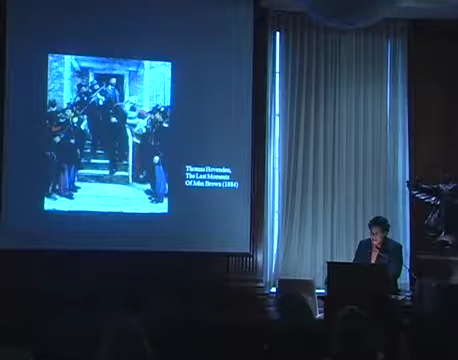 Thomas Hovenden,
The Last Moments
Of John Brown (1884)